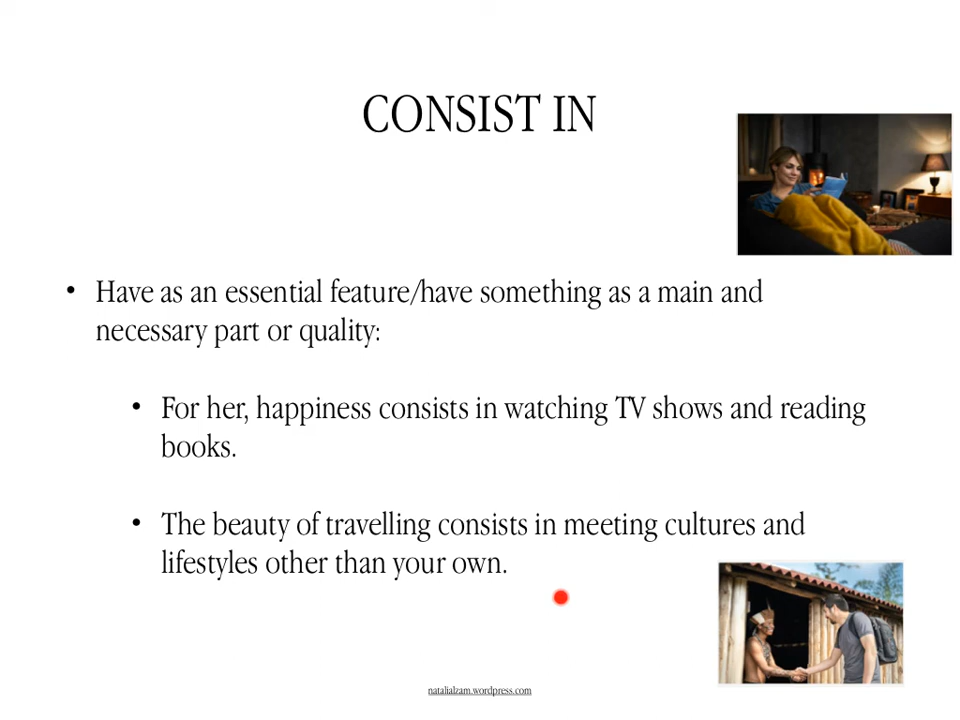 CONSIST IN
• Have as an essential feature/have something as a main and
necessary part or quality:
• For her, happiness consists in watching TV shows and reading
books.
• The beauty of travelling consists in meeting cultures and
lifestyles other than your own.
natalialzam.wordpress.com